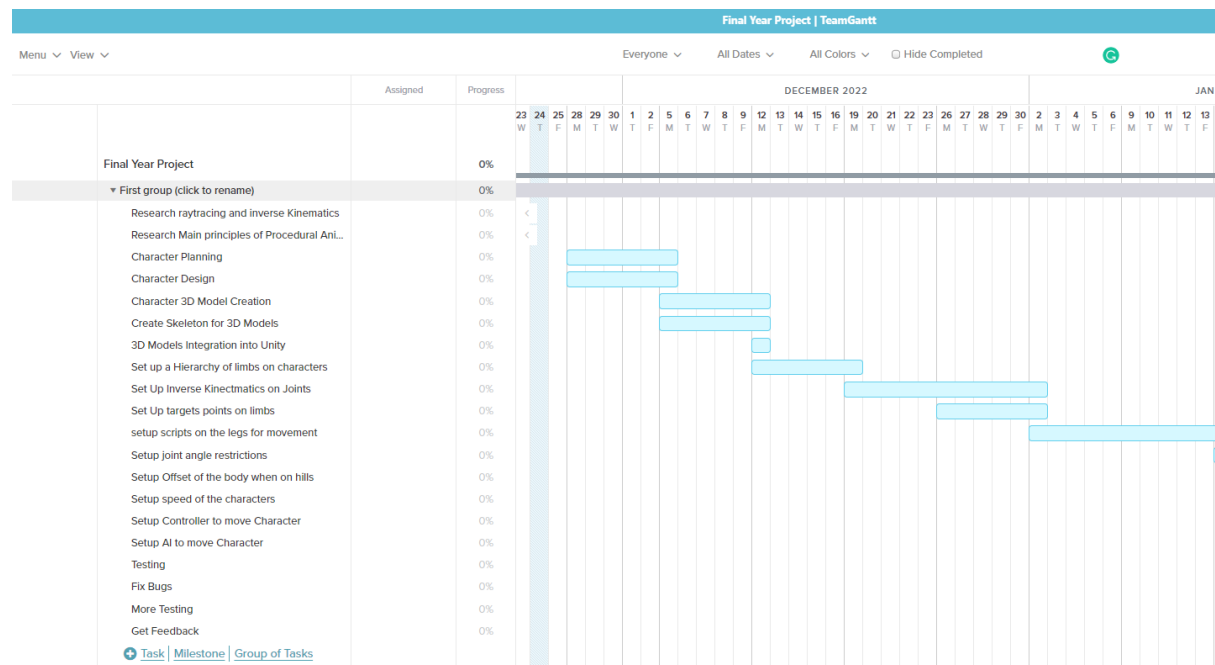 Final Year Project | TeamGantt
Menu View Everyone All Dates All Colors Hide Completed
Assigned Progress DECEMBER 2022 JAN
23 24 25 28 29 30 1 2 5 6 7 8 9 12 13 14 15 16 19 20 21 22 23 26 27 28 29 30 2 3 4 5 6 9 10 11 12 13
W T F M T W T F M T W T F M T W T F M T W T F M T W T F M T W T F M T W T F
Final Year Project 0%
First group (click to rename) 0%
Research raytracing and inverse Kinematics 0%
Research Main principles of Procedural Ani... 0%
Character Planning 0%
Character Design 0%
Character 3D Model Creation 0%
Create Skeleton for 3D Models 0%
3D Models Integration into Unity 0%
Set up a Hierarchy of limbs on characters 0%
Set Up Inverse Kinectmatics on Joints 0%
Set Up targets points on limbs 0%
setup scripts on the legs for movement 0%
Setup joint angle restrictions 0%
Setup Offset of the body when on hills 0%
Setup speed of the characters 0%
Setup Controller to move Character 0%
Setup AI to move Character 0%
Testing 0%
Fix Bugs 0%
More Testing 0%
Get Feedback 0%
Task | Milestone | Group of Tasks